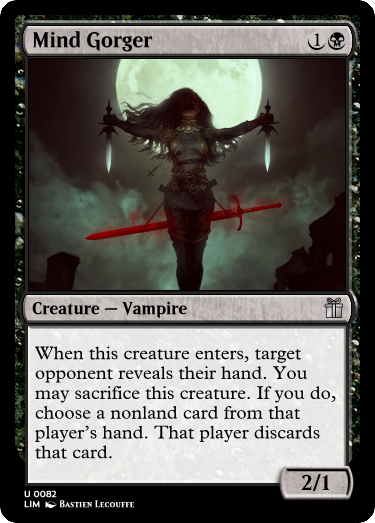 Mind Gorger 1
Creature — Vampire
When this creature enters, target
opponent reveals their hand. You
may sacrifice this creature. If you do,
choose a nonland card from that
player's hand. That player discards
that card.
2/1
U 0082
LIM Bastien Lecouffe